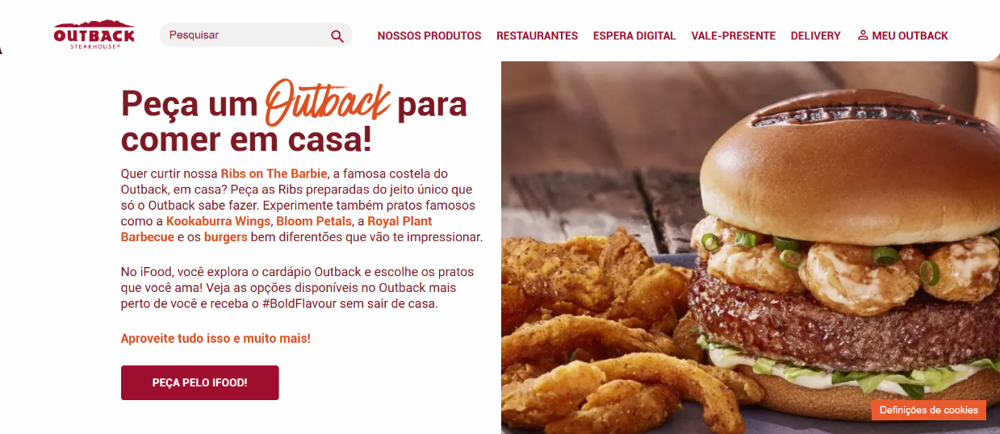 OUTBACK
STEAKHOUSE®
Pesquisar
NOSSOS PRODUTOS
RESTAURANTES
ESPERA DIGITAL
VALE-PRESENTE
DELIVERY
MEU OUTBACK
Peça um Outback para
comer em casa!
Quer curtir nossa Ribs on The Barbie, a famosa costela do
Outback, em casa? Peça as Ribs preparadas do jeito único que
só o Outback sabe fazer. Experimente também pratos famosos
como a Kookaburra Wings, Bloom Petals, a Royal Plant
Barbecue e os burgers bem diferentões que vão te impressionar.
No iFood, você explora o cardápio Outback e escolhe os pratos
que você ama! Veja as opções disponíveis no Outback mais
perto de você e receba o #BoldFlavour sem sair de casa.
Aproveite tudo isso e muito mais!
PEÇA PELO IFOOD!
Definições de cookies